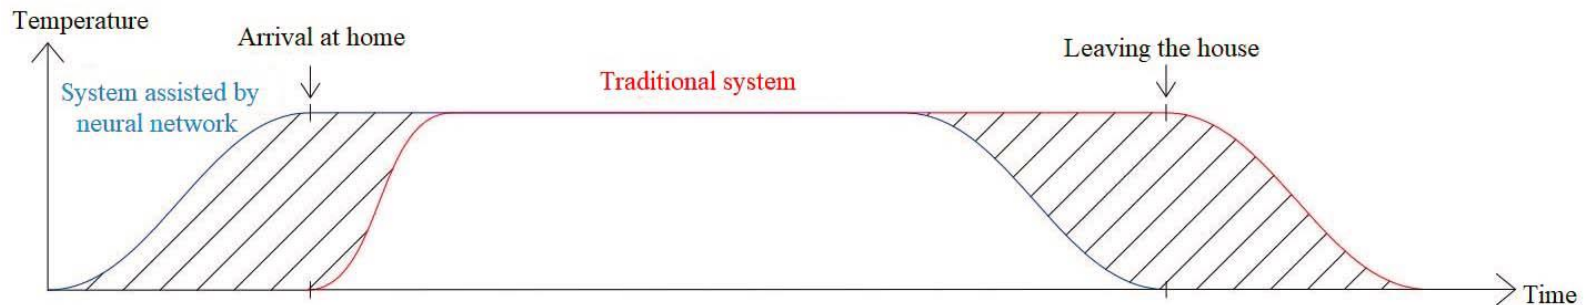 Temperature
Arrival at home
Leaving the house
System assisted by
neural network
Traditional system
Time